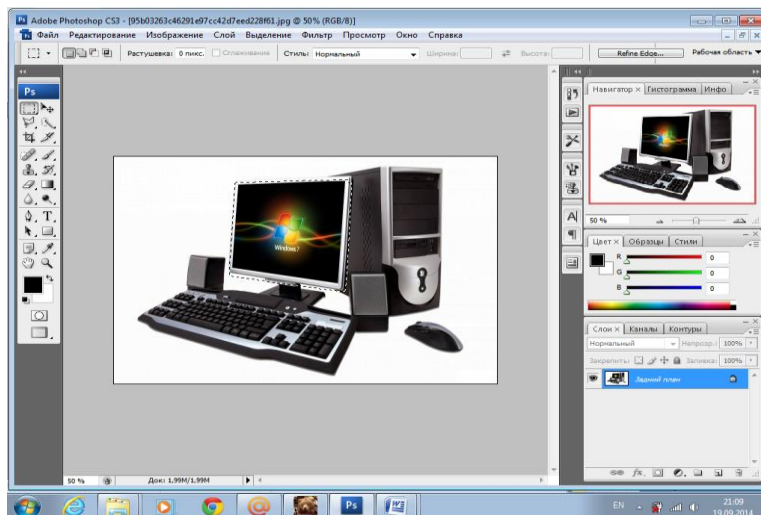 Adobe Photoshop CS3 - [95b03263c46291e97cc42d7eed228f61.jpg @ 50% (RGB/8)]
Файл Редактирование Изображение Слой Выделение Фильтр Просмотр Окно Справка
Растушевка: 0 пикс. Сглаживание Стиль: Нормальный Ширина: Высота: Refine Edge... Рабочая область
Ps
Навигатор × Гистограмма Инфо
Windows 7
50 %
Цвет × Образцы Стили
R 0
G 0
B 0
Слои × Каналы Контуры
Нормальный Непрозр.: 100%
Закрепить: Заливка: 100%
Задний план
50 % Док: 1,99M/1,99M
Ps EN 21:09
19.09.2014